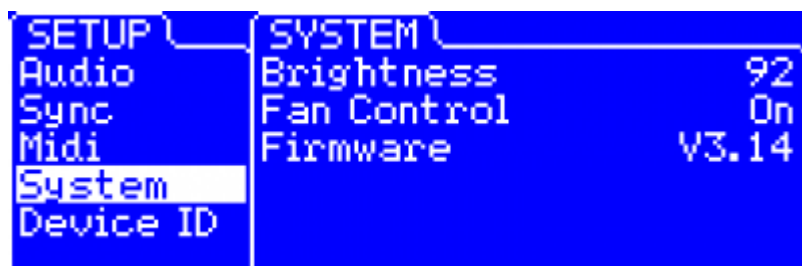 SETUP
Audio
Sync
Midi
System
Device ID
SYSTEM
Brightness 92
Fan Control On
Firmware V3.14